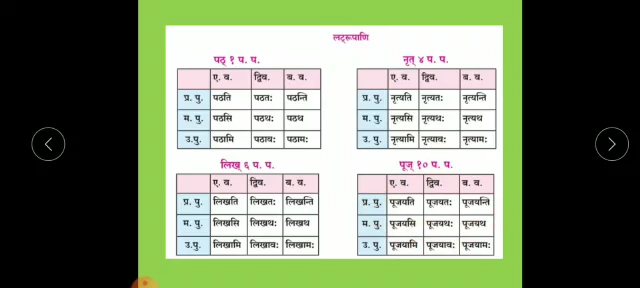 लट्रूपाणि
पठ् १ प. प.
ए. व. द्विव. ब. व.
प्र. पु. पठति पठतः पठन्ति
म. पु. पठसि पठथः पठथ
उ.पु. पठामि पठावः पठामः
नृत् ४ प. प.
ए. व. द्विव. ब. व.
प्र. पु. नृत्यति नृत्यतः नृत्यन्ति
म. पु. नृत्यसि नृत्यथः नृत्यथ
उ. पु. नृत्यामि नृत्यावः नृत्यामः
लिख् ६ प. प.
ए. व. द्विव. ब. व.
प्र. पु. लिखति लिखतः लिखन्ति
म. पु. लिखसि लिखथः लिखथ
उ.पु. लिखामि लिखावः लिखामः
पूज् १० प. प.
ए. व. द्विव. ब. व.
प्र. पु. पूजयति पूजयतः पूजयन्ति
म. पु. पूजयसि पूजयथः पूजयथ
उ. पु. पूजयामि पूजयावः पूजयामः